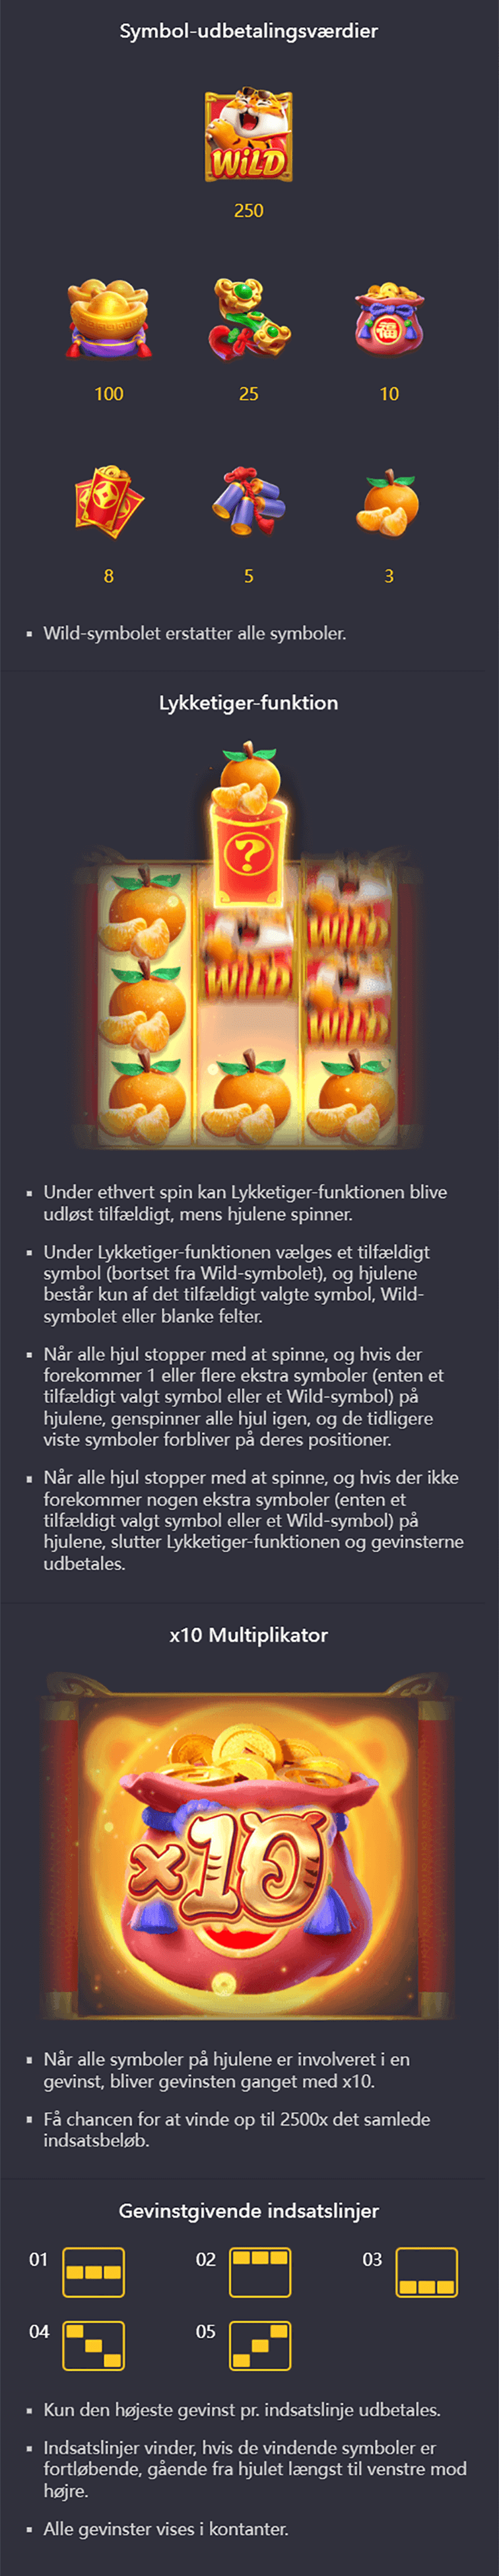 Symbol-udbetalingsværdier
WiLD
250
福
100 25 10
8 5 3
Wild-symbolet erstatter alle symboler.
Lykketiger-funktion
?
WILD
WILD
WILD
Under ethvert spin kan Lykketiger-funktionen blive
udløst tilfældigt, mens hjulene spinner.
Under Lykketiger-funktionen vælges et tilfældigt
symbol (bortset fra Wild-symbolet), og hjulene
består kun af det tilfældigt valgte symbol, Wild-
symbolet eller blanke felter.
Når alle hjul stopper med at spinne, og hvis der
forekommer 1 eller flere ekstra symboler (enten et
tilfældigt valgt symbol eller et Wild-symbol) på
hjulene, genspinner alle hjul igen, og de tidligere
viste symboler forbliver på deres positioner.
Når alle hjul stopper med at spinne, og hvis der ikke
forekommer nogen ekstra symboler (enten et
tilfældigt valgt symbol eller et Wild-symbol) på
hjulene, slutter Lykketiger-funktionen og gevinsterne
udbetales.
x10 Multiplikator
x10
Når alle symboler på hjulene er involveret i en
gevinst, bliver gevinsten ganget med x10.
Få chancen for at vinde op til 2500x det samlede
indsatsbeløb.
Gevinstgivende indsatslinjer
01 02 03
04 05
Kun den højeste gevinst pr. indsatslinje udbetales.
Indsatslinjer vinder, hvis de vindende symboler er
fortløbende, gående fra hjulet længst til venstre mod
højre.
Alle gevinster vises i kontanter.